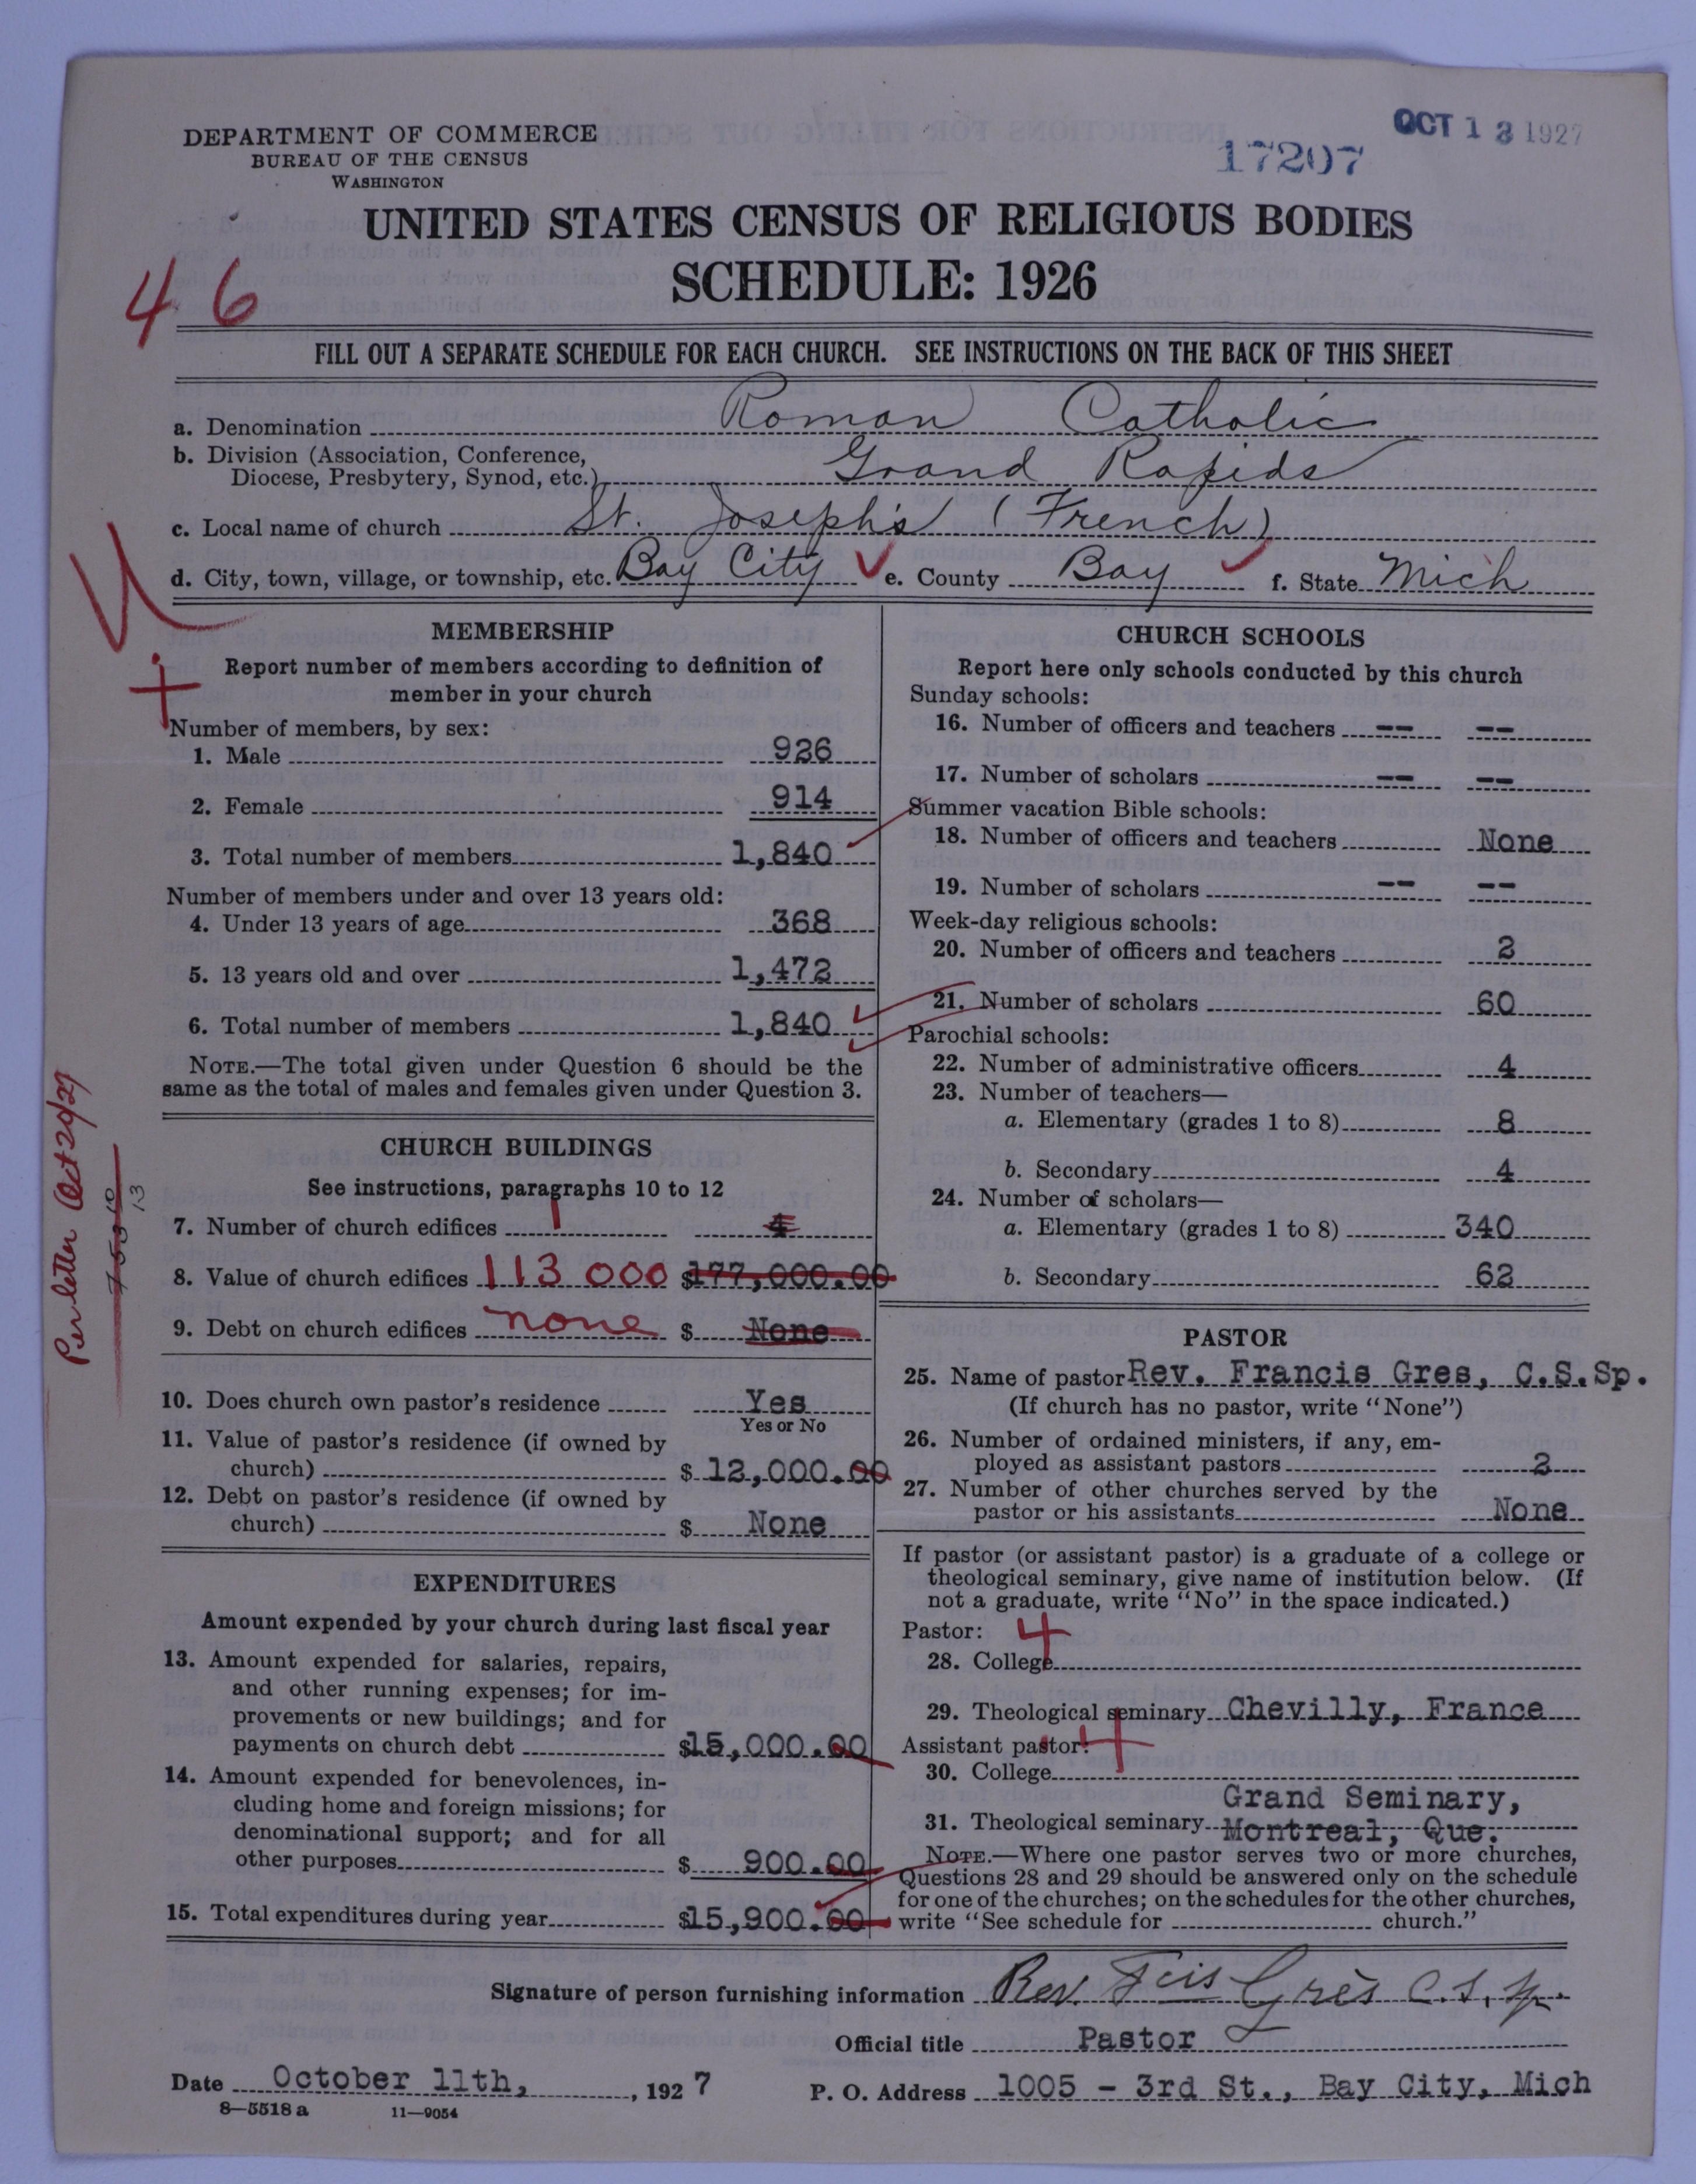 DEPARTMENT OF COMMERCE
BUREAU OF THE CENSUS
WASHINGTON
OCT 13 1927
17207
UNITED STATES CENSUS OF RELIGIOUS BODIES
SCHEDULE: 1926
46
FILL OUT A SEPARATE SCHEDULE FOR EACH CHURCH. SEE INSTRUCTIONS ON THE BACK OF THIS SHEET
a. Denomination Roman Catholic
b. Division (Association, Conference, Diocese, Presbytery, Synod, etc.) Grand Rapids
c. Local name of church St. Joseph's (French)
d. City, town, village, or township, etc. Bay City e. County Bay f. State Mich
MEMBERSHIP
Report number of members according to definition of
member in your church
Number of members, by sex:
1. Male 926
2. Female 914
3. Total number of members 1,840
Number of members under and over 13 years old:
4. Under 13 years of age 368
5. 13 years old and over 1,472
6. Total number of members 1,840
NOTE.—The total given under Question 6 should be the
same as the total of males and females given under Question 3.
Per letter Oct 20/27
CHURCH BUILDINGS
See instructions, paragraphs 10 to 12
7. Number of church edifices 1 4
8. Value of church edifices 113 000 $177,000.00
9. Debt on church edifices none $ None
10. Does church own pastor's residence Yes
Yes or No
11. Value of pastor's residence (if owned by
church) $ 12,000.00
12. Debt on pastor's residence (if owned by
church) $ None
EXPENDITURES
Amount expended by your church during last fiscal year
13. Amount expended for salaries, repairs,
and other running expenses; for im-
provements or new buildings; and for
payments on church debt $15,000.00
14. Amount expended for benevolences, in-
cluding home and foreign missions; for
denominational support; and for all
other purposes $ 900.00
15. Total expenditures during year $15,900.00
CHURCH SCHOOLS
Report here only schools conducted by this church
Sunday schools:
16. Number of officers and teachers -- --
17. Number of scholars -- --
Summer vacation Bible schools:
18. Number of officers and teachers None
19. Number of scholars -- --
Week-day religious schools:
20. Number of officers and teachers 2
21. Number of scholars 60
Parochial schools:
22. Number of administrative officers 4
23. Number of teachers—
a. Elementary (grades 1 to 8) 8
b. Secondary 4
24. Number of scholars—
a. Elementary (grades 1 to 8) 340
b. Secondary 62
PASTOR
25. Name of pastor Rev. Francis Gres, C.S.Sp.
(If church has no pastor, write "None")
26. Number of ordained ministers, if any, em-
ployed as assistant pastors 2
27. Number of other churches served by the
pastor or his assistants None
If pastor (or assistant pastor) is a graduate of a college or
theological seminary, give name of institution below. (If
not a graduate, write "No" in the space indicated.)
Pastor: 4
28. College
29. Theological seminary Chevilly, France
Assistant pastor: 4
30. College
31. Theological seminary Grand Seminary,
Montreal, Que.
NOTE.—Where one pastor serves two or more churches,
Questions 28 and 29 should be answered only on the schedule
for one of the churches; on the schedules for the other churches,
write "See schedule for church."
Signature of person furnishing information Rev. Fcis Grès C.S.Sp.
Official title Pastor
Date October 11th, , 1927 P. O. Address 1005 - 3rd St., Bay City, Mich
8—5518 a 11—9054